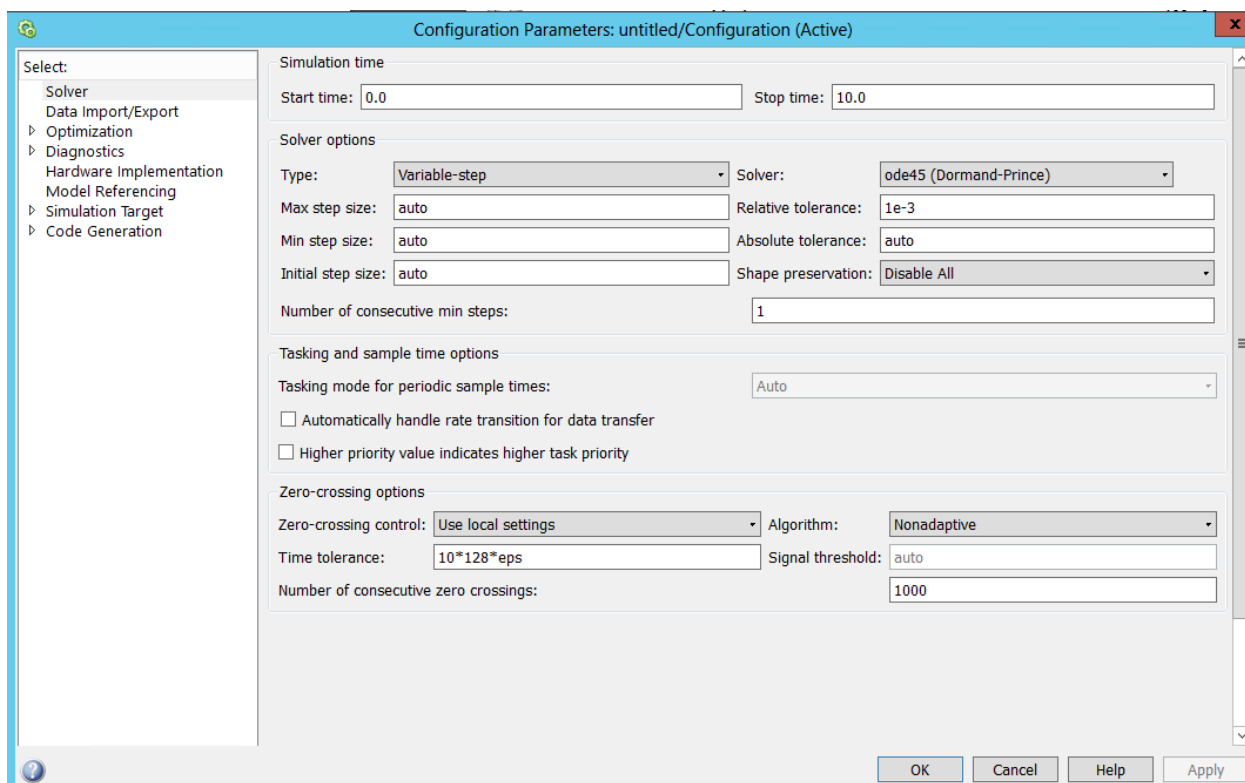 Configuration Parameters: untitled/Configuration (Active)
x
Select:
Solver
Data Import/Export
Optimization
Diagnostics
Hardware Implementation
Model Referencing
Simulation Target
Code Generation
Simulation time
Start time: 0.0 Stop time: 10.0
Solver options
Type: Variable-step Solver: ode45 (Dormand-Prince)
Max step size: auto Relative tolerance: 1e-3
Min step size: auto Absolute tolerance: auto
Initial step size: auto Shape preservation: Disable All
Number of consecutive min steps: 1
Tasking and sample time options
Tasking mode for periodic sample times: Auto
Automatically handle rate transition for data transfer
Higher priority value indicates higher task priority
Zero-crossing options
Zero-crossing control: Use local settings Algorithm: Nonadaptive
Time tolerance: 10*128*eps Signal threshold: auto
Number of consecutive zero crossings: 1000
? OK Cancel Help Apply